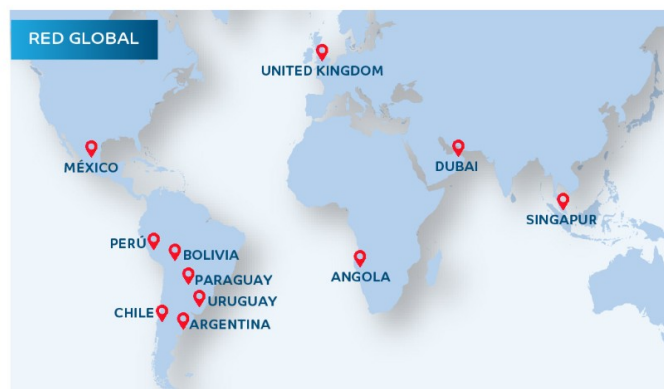 RED GLOBAL
UNITED KINGDOM
MÉXICO
DUBAI
SINGAPUR
PERÚ
BOLIVIA
ANGOLA
PARAGUAY
URUGUAY
CHILE
ARGENTINA